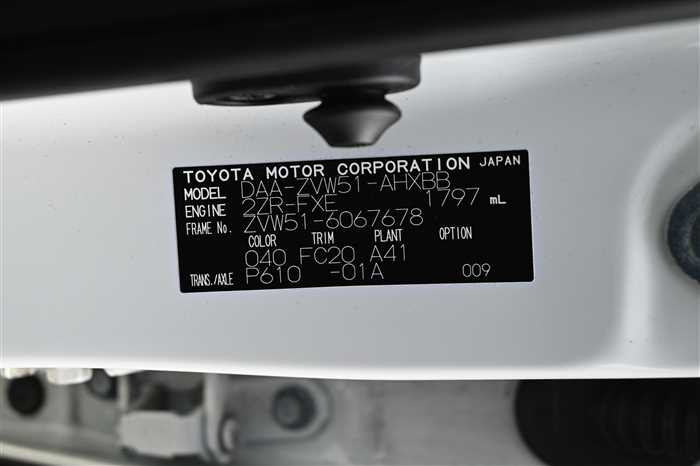 TOYOTA MOTOR CORPORATION JAPAN
MODEL DAA-ZVW51-AHXBB
ENGINE 2ZR-FXE 1797 mL
FRAME No. ZVW51-6067678
COLOR TRIM PLANT OPTION
040 FC20 A41
TRANS./AXLE P610 -01A 009